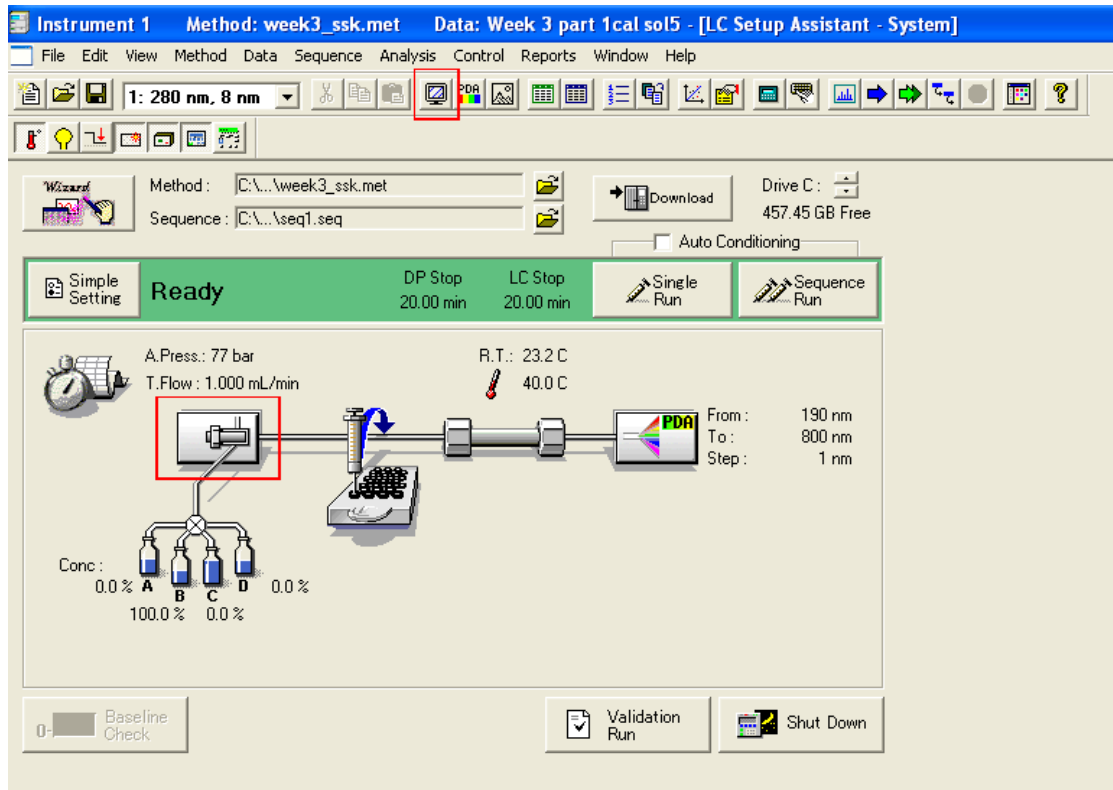 Instrument 1 Method: week3_ssk.met Data: Week 3 part 1cal sol5 - [LC Setup Assistant - System]
File Edit View Method Data Sequence Analysis Control Reports Window Help
1: 280 nm, 8 nm PDA
Wizard
Method : C:\...\week3_ssk.met
Sequence : C:\...\seq1.seq
Download
Drive C :
457.45 GB Free
Auto Conditioning
Simple
Setting
Ready
DP Stop LC Stop
20.00 min 20.00 min
Single
Run
Sequence
Run
A.Press.: 77 bar
T.Flow : 1.000 mL/min
R.T.: 23.2 C
40.0 C
PDA
From : 190 nm
To : 800 nm
Step : 1 nm
Conc :
0.0 % A B C D 0.0 %
100.0 % 0.0 %
0- Baseline
Check
Validation
Run
Shut Down